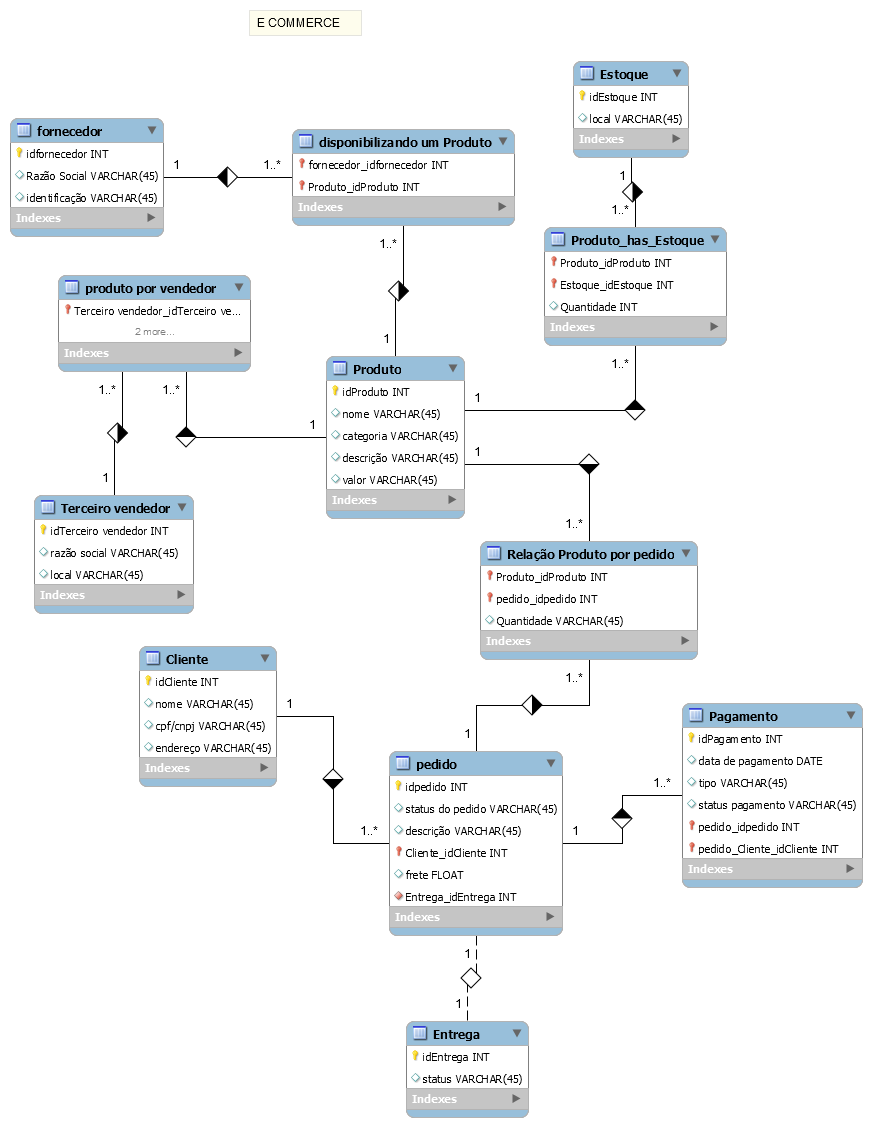 E COMMERCE
Estoque
idEstoque INT
local VARCHAR(45)
Indexes
fornecedor
idfornecedor INT
Razão Social VARCHAR(45)
identificação VARCHAR(45)
Indexes
1
1..*
disponibilizando um Produto
fornecedor_idfornecedor INT
Produto_idProduto INT
Indexes
1
1..*
Produto_has_Estoque
Produto_idProduto INT
Estoque_idEstoque INT
Quantidade INT
Indexes
1..*
1
produto por vendedor
Terceiro vendedor_idTerceiro ve...
2 more...
Indexes
1..*
1..*
1
1
Produto
idProduto INT
nome VARCHAR(45)
categoria VARCHAR(45)
descrição VARCHAR(45)
valor VARCHAR(45)
Indexes
1..*
1
1
1..*
Terceiro vendedor
idTerceiro vendedor INT
razão social VARCHAR(45)
local VARCHAR(45)
Indexes
Relação Produto por pedido
Produto_idProduto INT
pedido_idpedido INT
Quantidade VARCHAR(45)
Indexes
1..*
1
Cliente
idCliente INT
nome VARCHAR(45)
cpf/cnpj VARCHAR(45)
endereço VARCHAR(45)
Indexes
1
1..*
pedido
idpedido INT
status do pedido VARCHAR(45)
descrição VARCHAR(45)
Cliente_idCliente INT
frete FLOAT
Entrega_idEntrega INT
Indexes
1
1..*
Pagamento
idPagamento INT
data de pagamento DATE
tipo VARCHAR(45)
status pagamento VARCHAR(45)
pedido_idpedido INT
pedido_Cliente_idCliente INT
Indexes
1
1
Entrega
idEntrega INT
status VARCHAR(45)
Indexes